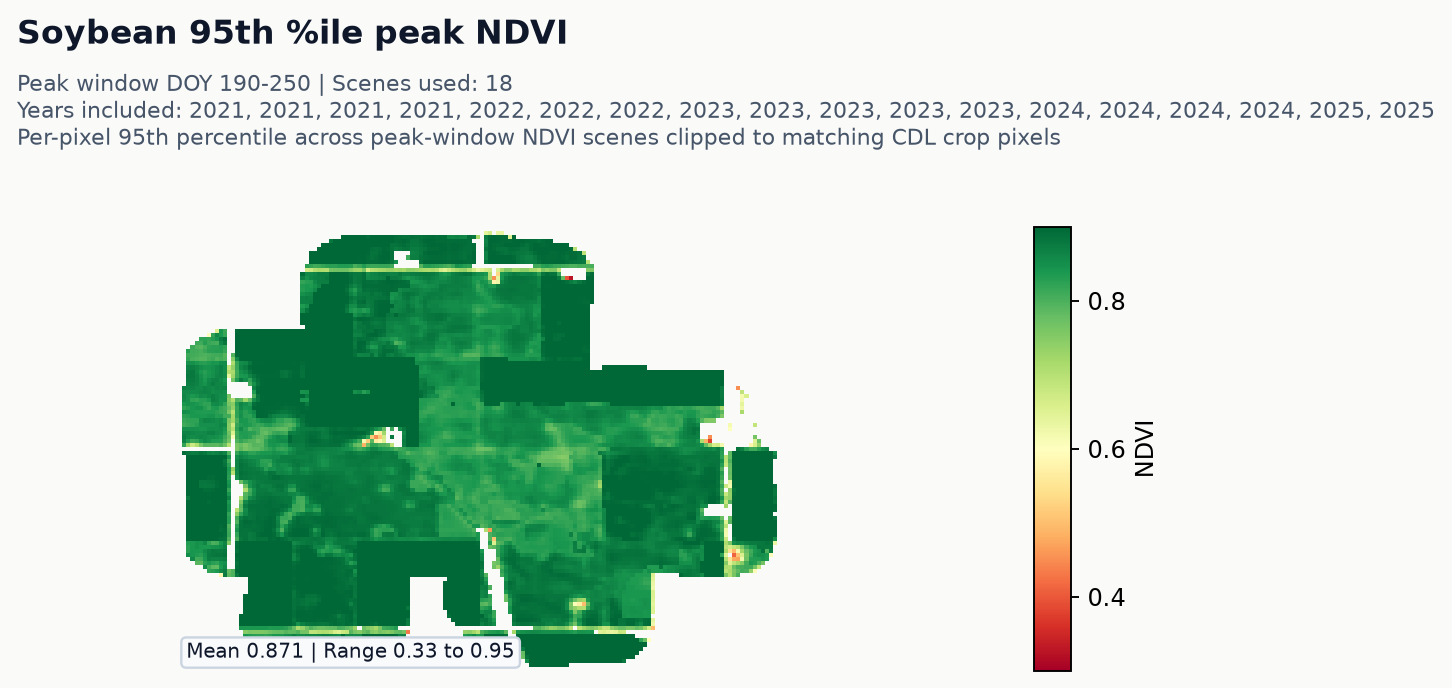 Soybean 95th %ile peak NDVI
Peak window DOY 190-250 | Scenes used: 18
Years included: 2021, 2021, 2021, 2021, 2022, 2022, 2022, 2023, 2023, 2023, 2023, 2023, 2024, 2024, 2024, 2024, 2025, 2025
Per-pixel 95th percentile across peak-window NDVI scenes clipped to matching CDL crop pixels
0.8
0.6
0.4
NDVI
Mean 0.871 | Range 0.33 to 0.95